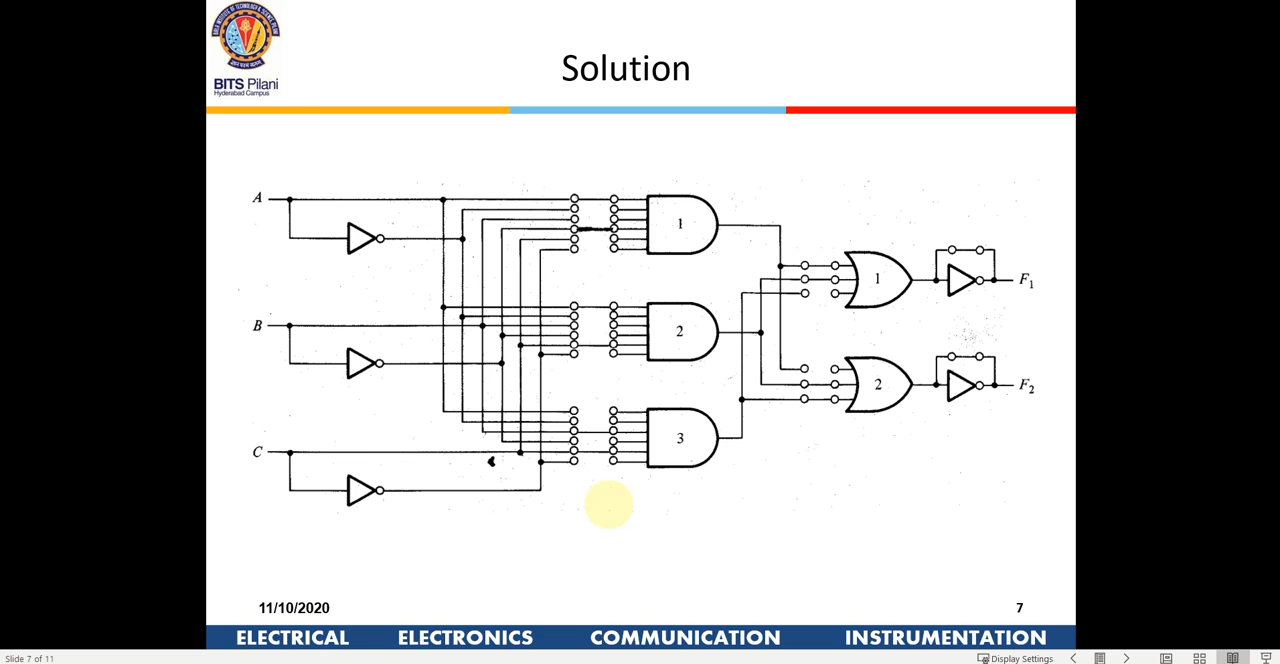 BITS Pilani
Hyderabad Campus
Solution
A
B
C
1
2
3
1
2
F1
F2
11/10/2020
7
ELECTRICAL ELECTRONICS COMMUNICATION INSTRUMENTATION
Slide 7 of 11
Display Settings